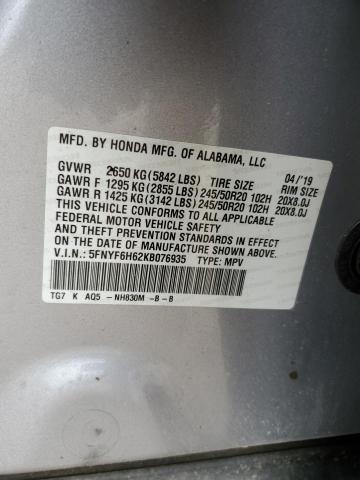 MFD. BY HONDA MFG. OF ALABAMA, LLC
04/'19
GVWR 2650 KG (5842 LBS) TIRE SIZE RIM SIZE
GAWR F 1295 KG (2855 LBS) 245/50R20 102H 20X8.0J
GAWR R 1425 KG (3142 LBS) 245/50R20 102H 20X8.0J
THIS VEHICLE CONFORMS TO ALL APPLICABLE
FEDERAL MOTOR VEHICLE SAFETY
AND THEFT PREVENTION STANDARDS IN EFFECT
ON THE DATE OF MANUFACTURE SHOWN ABOVE.
V.I.N.: 5FNYF6H62KB076935 TYPE: MPV
TG7 K AQ5 -NH830M -B-B